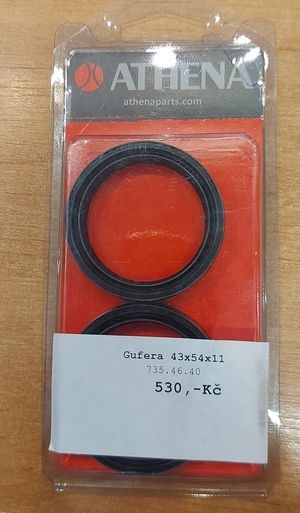 ATHENA
athenaparts.com
Gufera 43x54x11
735.46.40
530,-Kč